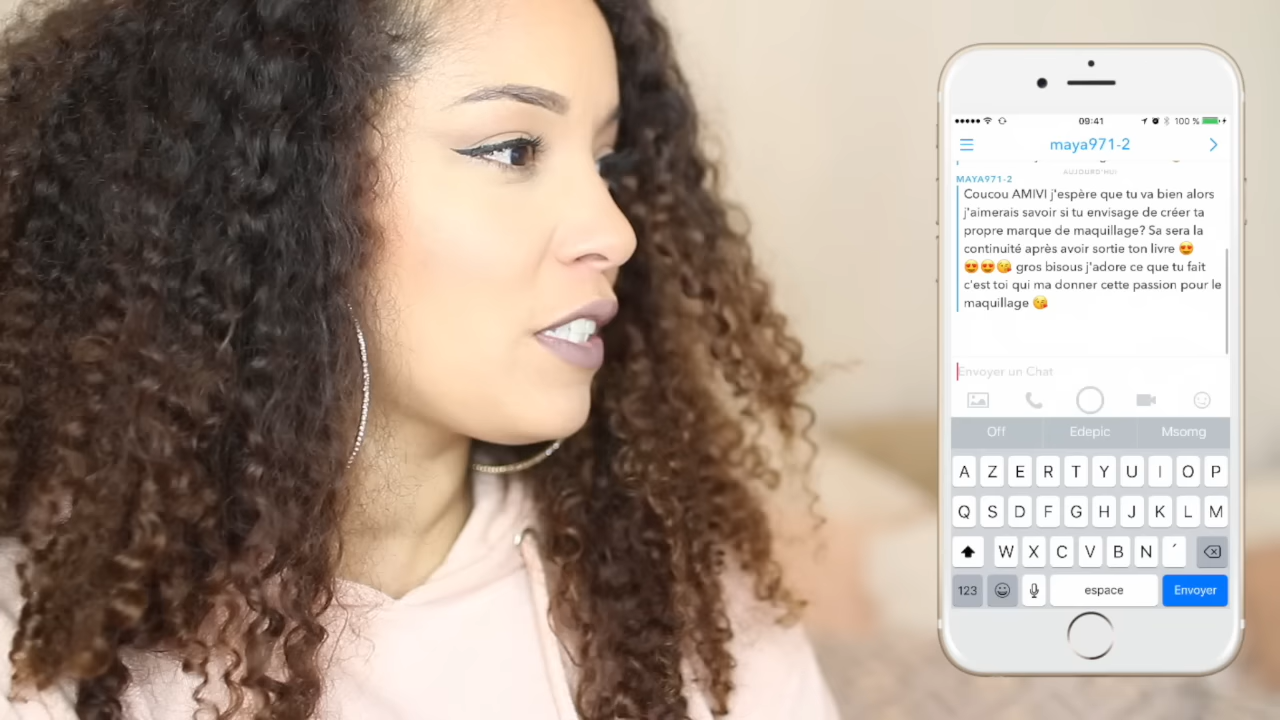 09:41
100 %
maya971-2
AUJOURD'HUI
MAYA971-2
Coucou AMIVI j'espère que tu va bien alors
j'aimerais savoir si tu envisage de créer ta
propre marque de maquillage? Sa sera la
continuité après avoir sortie ton livre 😍
😍😍😘 gros bisous j'adore ce que tu fait
c'est toi qui ma donner cette passion pour le
maquillage 😘
Envoyer un Chat
Off Edepic Msomg
A Z E R T Y U I O P
Q S D F G H J K L M
W X C V B N ´
123 espace Envoyer